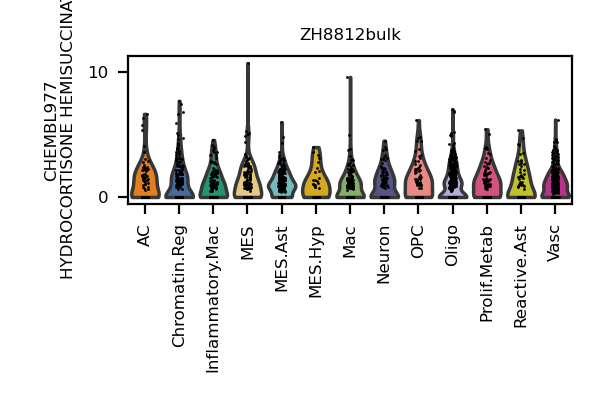 ZH8812bulk
CHEMBL977
HYDROCORTISONE
10
0
AC
Chromatin.Reg
Inflammatory.Mac
MES
MES.Ast
MES.Hyp
Mac
Neuron
OPC
Oligo
Prolif.Metab
Reactive.Ast
Vasc